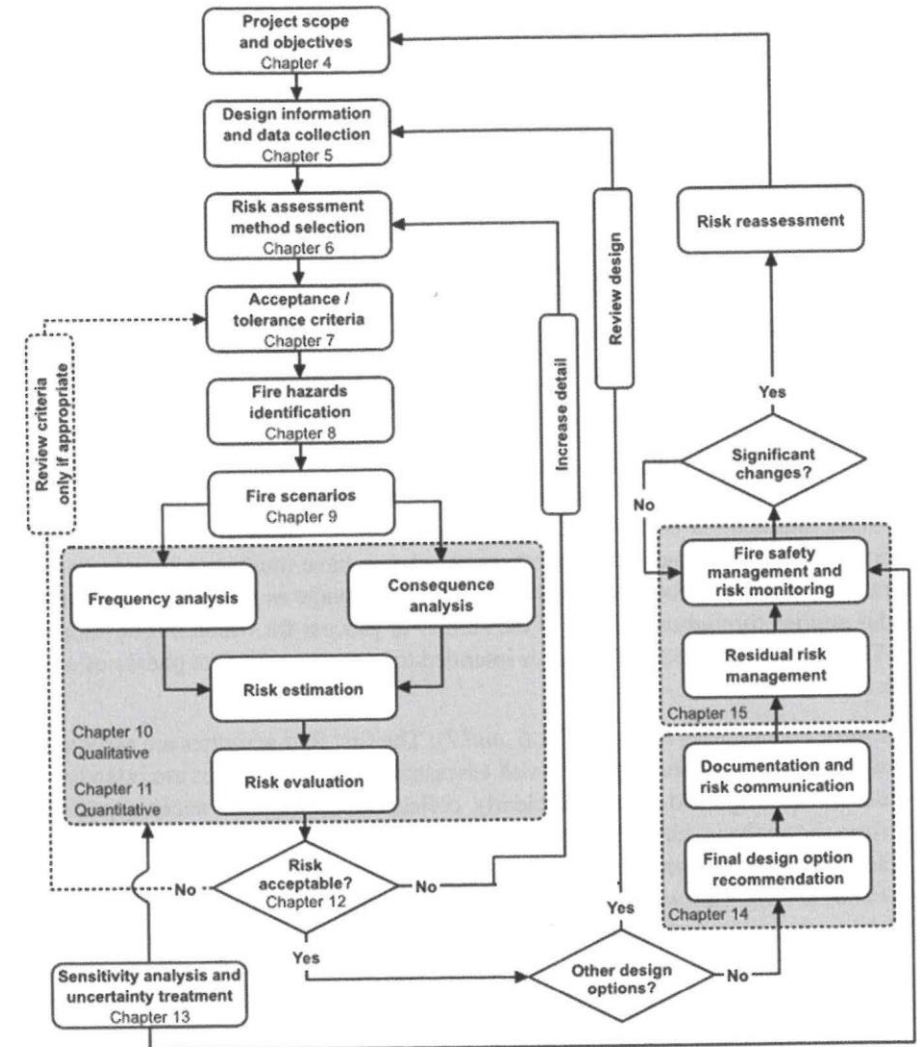 Project scope
and objectives
Chapter 4
Design information
and data collection
Chapter 5
Risk assessment
method selection
Chapter 6
Acceptance /
tolerance criteria
Chapter 7
Fire hazards
identification
Chapter 8
Fire scenarios
Chapter 9
Frequency analysis
Consequence
analysis
Risk estimation
Risk evaluation
Chapter 10
Qualitative
Chapter 11
Quantitative
Risk
acceptable?
Chapter 12
No
No
Yes
Sensitivity analysis and
uncertainty treatment
Chapter 13
Review criteria
only if appropriate
Increase detail
Review design
Yes
Other design
options?
No
Risk reassessment
Yes
Significant
changes?
No
Fire safety
management and
risk monitoring
Residual risk
management
Chapter 15
Documentation and
risk communication
Final design option
recommendation
Chapter 14